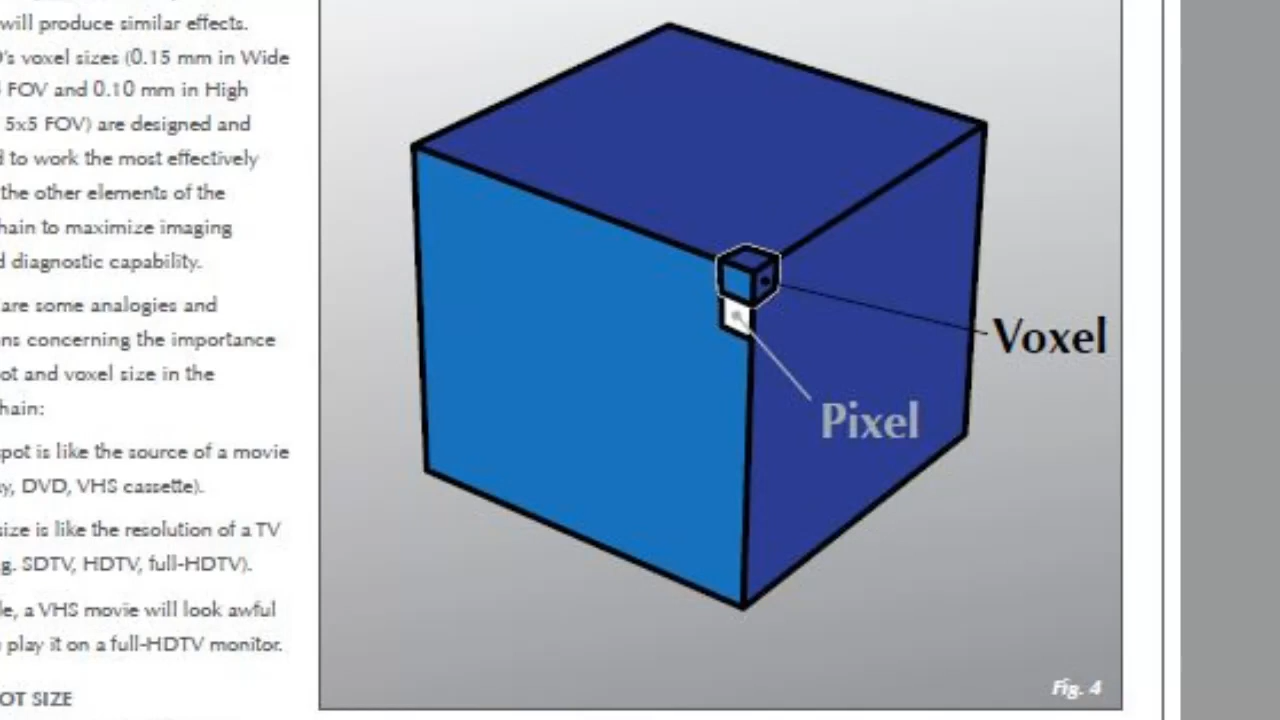 will produce similar effects.
's voxel sizes (0.15 mm in Wide
FOV and 0.10 mm in High
5x5 FOV) are designed and
to work the most effectively
the other elements of the
hain to maximize imaging
diagnostic capability.
are some analogies and
ns concerning the importance
ot and voxel size in the
hain:
spot is like the source of a movie
y, DVD, VHS cassette).
size is like the resolution of a TV
g. SDTV, HDTV, full-HDTV).
le, a VHS movie will look awful
play it on a full-HDTV monitor.
OT SIZE
Voxel
Pixel
Fig. 4